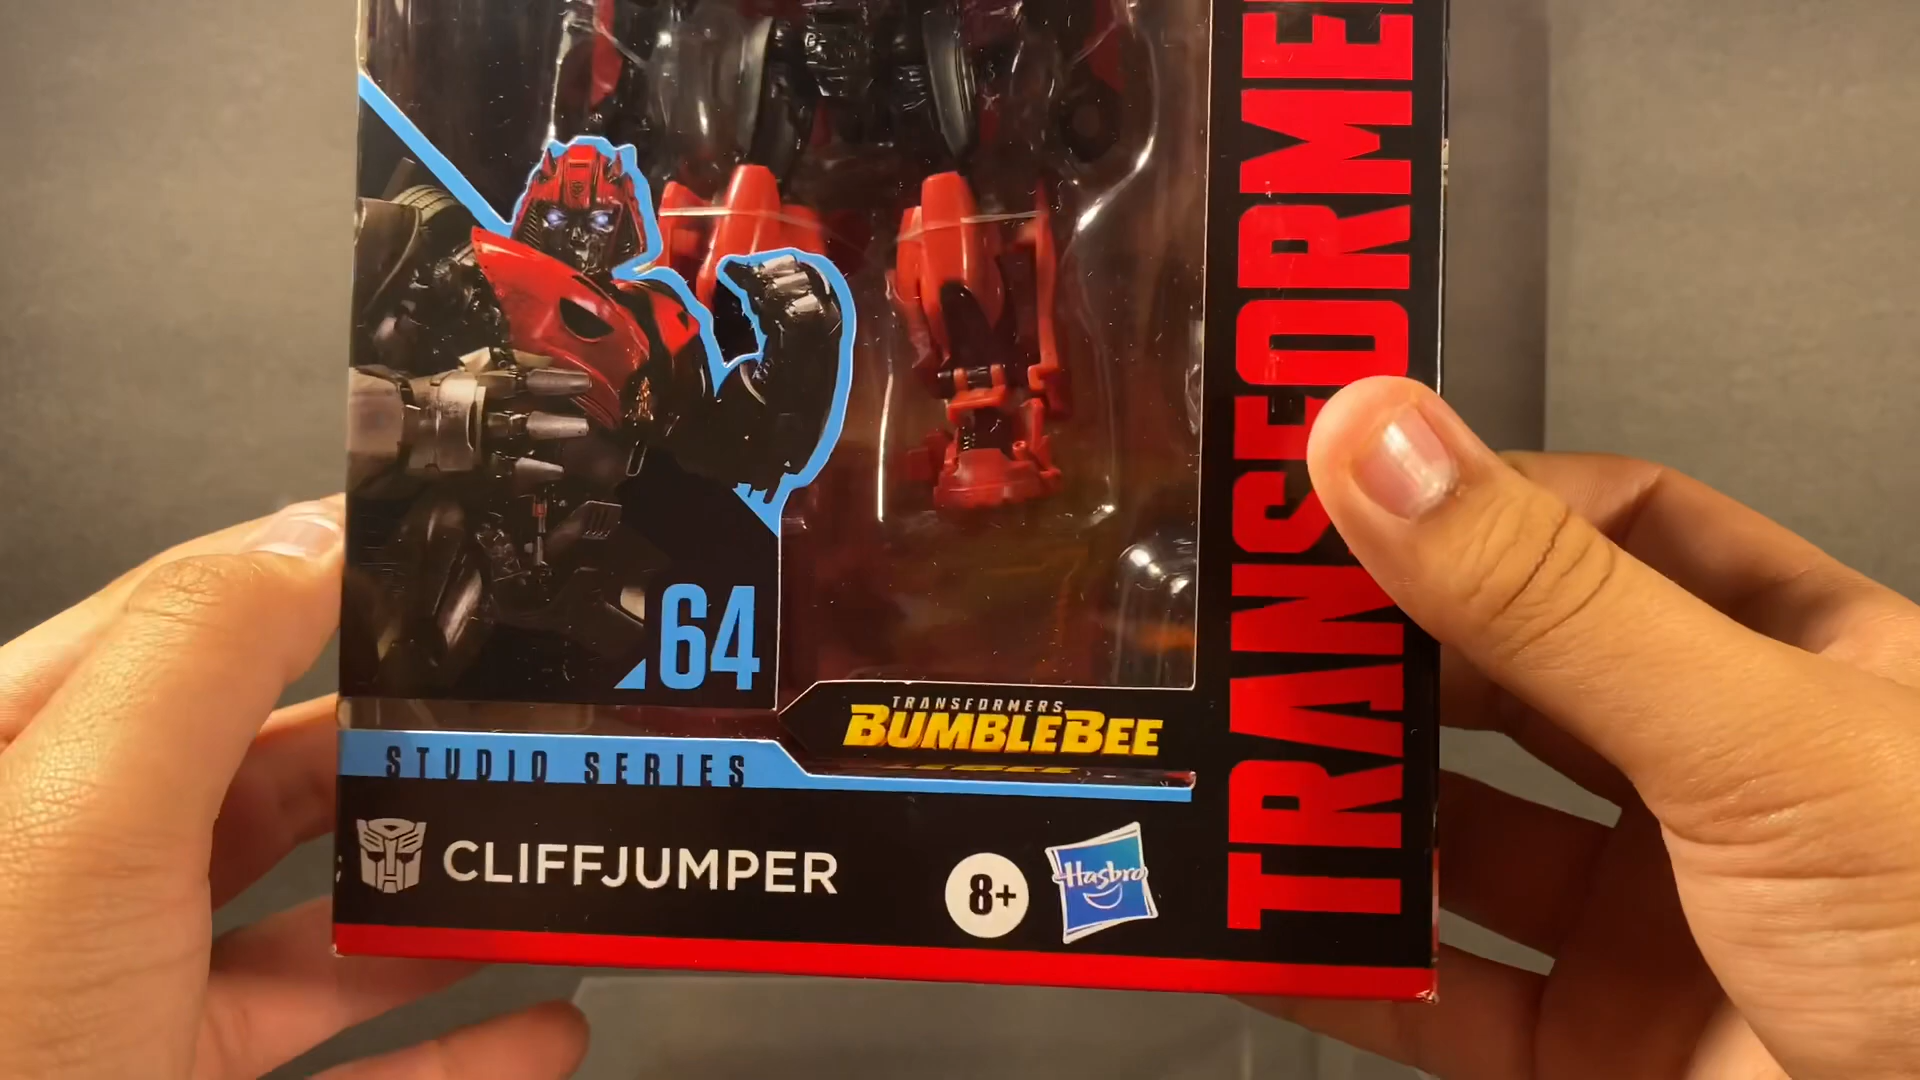 TRANSFORME
64
TRANSFORMERS
BUMBLEBEE
STUDIO SERIES
CLIFFJUMPER
8+
Hasbro